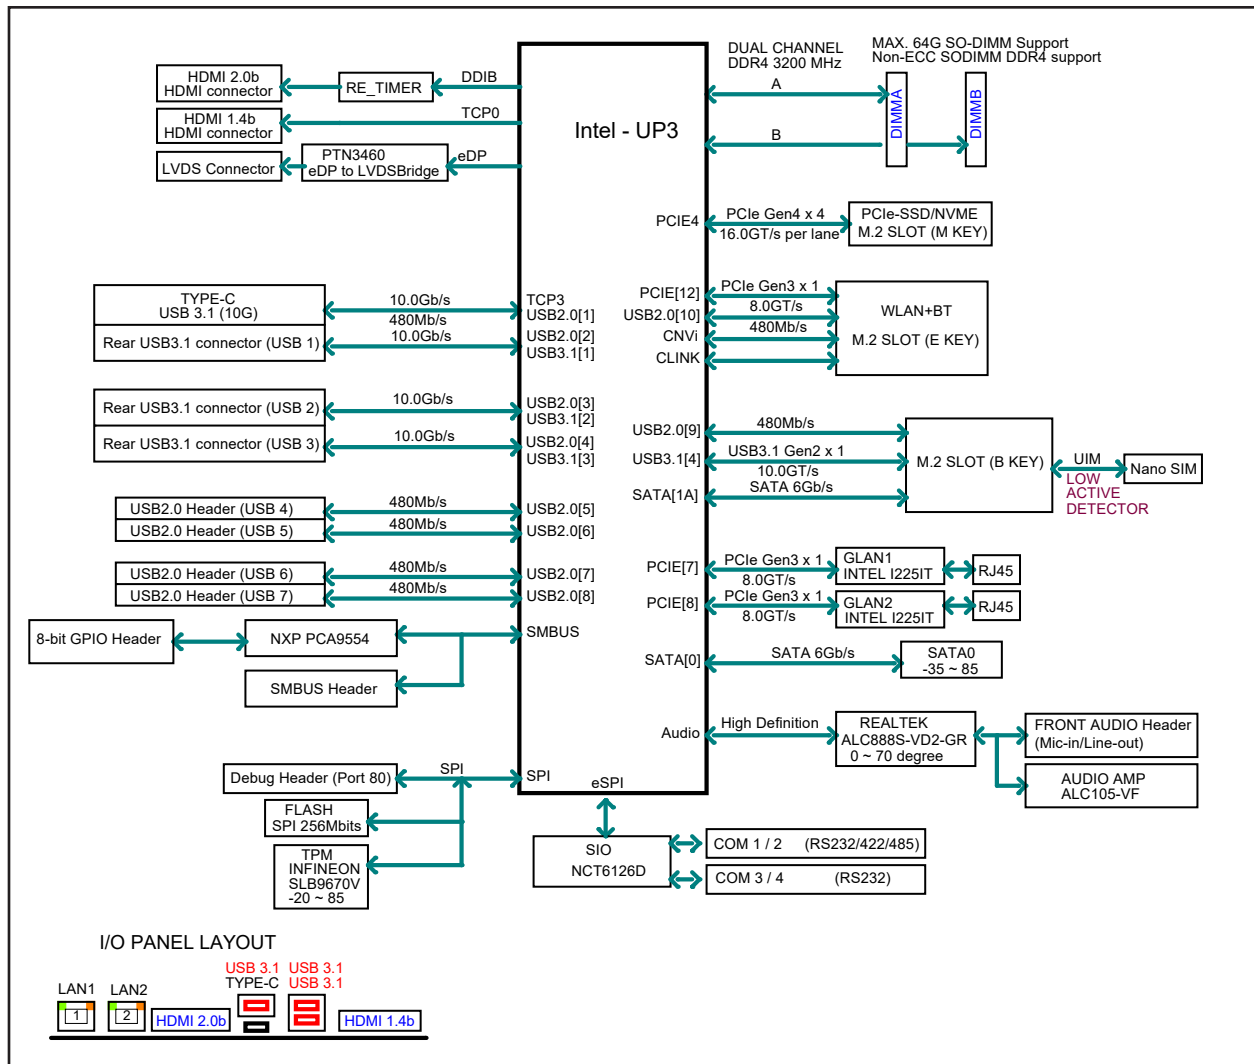 DUAL CHANNEL
DDR4 3200 MHz
MAX. 64G SO-DIMM Support
Non-ECC SODIMM DDR4 support
HDMI 2.0b
HDMI connector
RE_TIMER
DDIB
HDMI 1.4b
HDMI connector
TCP0
LVDS Connector
PTN3460
eDP to LVDSBridge
eDP
Intel - UP3
A
B
DIMMA
DIMMB
PCIE4
PCIe Gen4 x 4
16.0GT/s per lane
PCIe-SSD/NVME
M.2 SLOT (M KEY)
TYPE-C
USB 3.1 (10G)
10.0Gb/s
480Mb/s
TCP3
USB2.0[1]
Rear USB3.1 connector (USB 1)
10.0Gb/s
USB2.0[2]
USB3.1[1]
PCIE[12]
USB2.0[10]
CNVi
CLINK
PCIe Gen3 x 1
8.0GT/s
480Mb/s
WLAN+BT
M.2 SLOT (E KEY)
Rear USB3.1 connector (USB 2)
10.0Gb/s
USB2.0[3]
USB3.1[2]
Rear USB3.1 connector (USB 3)
10.0Gb/s
USB2.0[4]
USB3.1[3]
USB2.0[9]
USB3.1[4]
SATA[1A]
480Mb/s
USB3.1 Gen2 x 1
10.0GT/s
SATA 6Gb/s
M.2 SLOT (B KEY)
UIM
LOW
ACTIVE
DETECTOR
Nano SIM
USB2.0 Header (USB 4)
480Mb/s
USB2.0[5]
USB2.0 Header (USB 5)
480Mb/s
USB2.0[6]
USB2.0 Header (USB 6)
480Mb/s
USB2.0[7]
USB2.0 Header (USB 7)
480Mb/s
USB2.0[8]
PCIE[7]
PCIe Gen3 x 1
8.0GT/s
GLAN1
INTEL I225IT
RJ45
PCIE[8]
PCIe Gen3 x 1
8.0GT/s
GLAN2
INTEL I225IT
RJ45
8-bit GPIO Header
NXP PCA9554
SMBUS
SMBUS Header
SATA[0]
SATA 6Gb/s
SATA0
-35 ~ 85
Audio
High Definition
REALTEK
ALC888S-VD2-GR
0 ~ 70 degree
FRONT AUDIO Header
(Mic-in/Line-out)
AUDIO AMP
ALC105-VF
Debug Header (Port 80)
SPI
SPI
FLASH
SPI 256Mbits
TPM
INFINEON
SLB9670V
-20 ~ 85
eSPI
SIO
NCT6126D
COM 1 / 2 (RS232/422/485)
COM 3 / 4 (RS232)
I/O PANEL LAYOUT
LAN1
1
LAN2
2
HDMI 2.0b
USB 3.1
TYPE-C
USB 3.1
USB 3.1
HDMI 1.4b